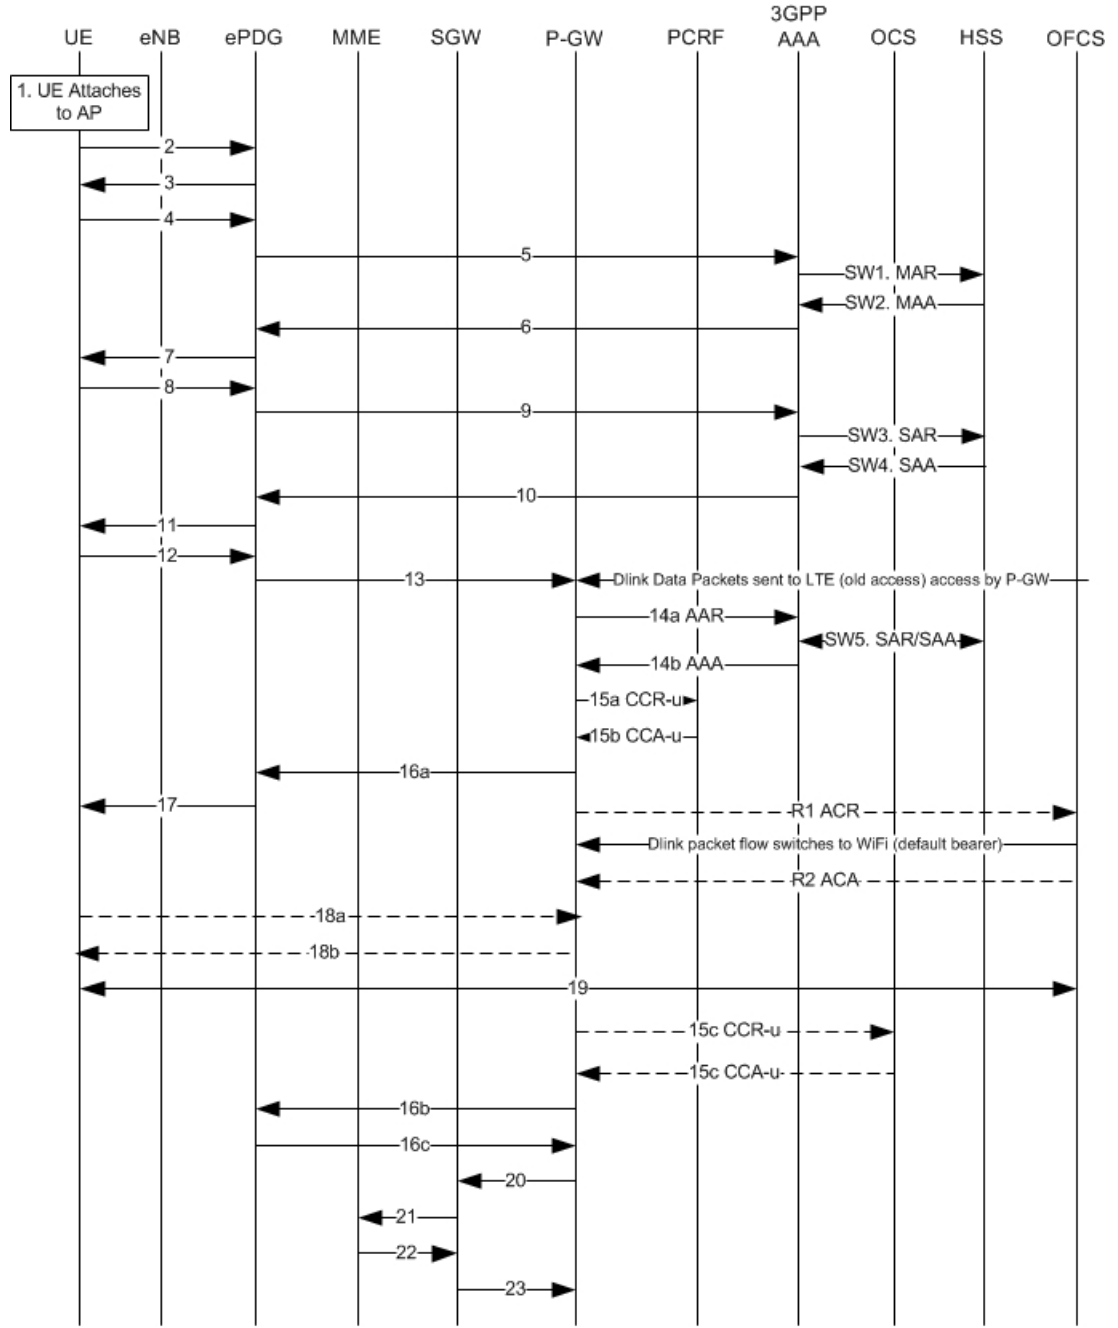 3GPP
UE eNB ePDG MME SGW P-GW PCRF AAA OCS HSS OFCS
1. UE Attaches
to AP
2
3
4
5
SW1. MAR
SW2. MAA
6
7
8
9
SW3. SAR
SW4. SAA
10
11
12
13 Dlink Data Packets sent to LTE (old access) access by P-GW
14a AAR
SW5. SAR/SAA
14b AAA
15a CCR-u
15b CCA-u
16a
17
R1 ACR
Dlink packet flow switches to WiFi (default bearer)
R2 ACA
18a
18b
19
15c CCR-u
15c CCA-u
16b
16c
20
21
22
23